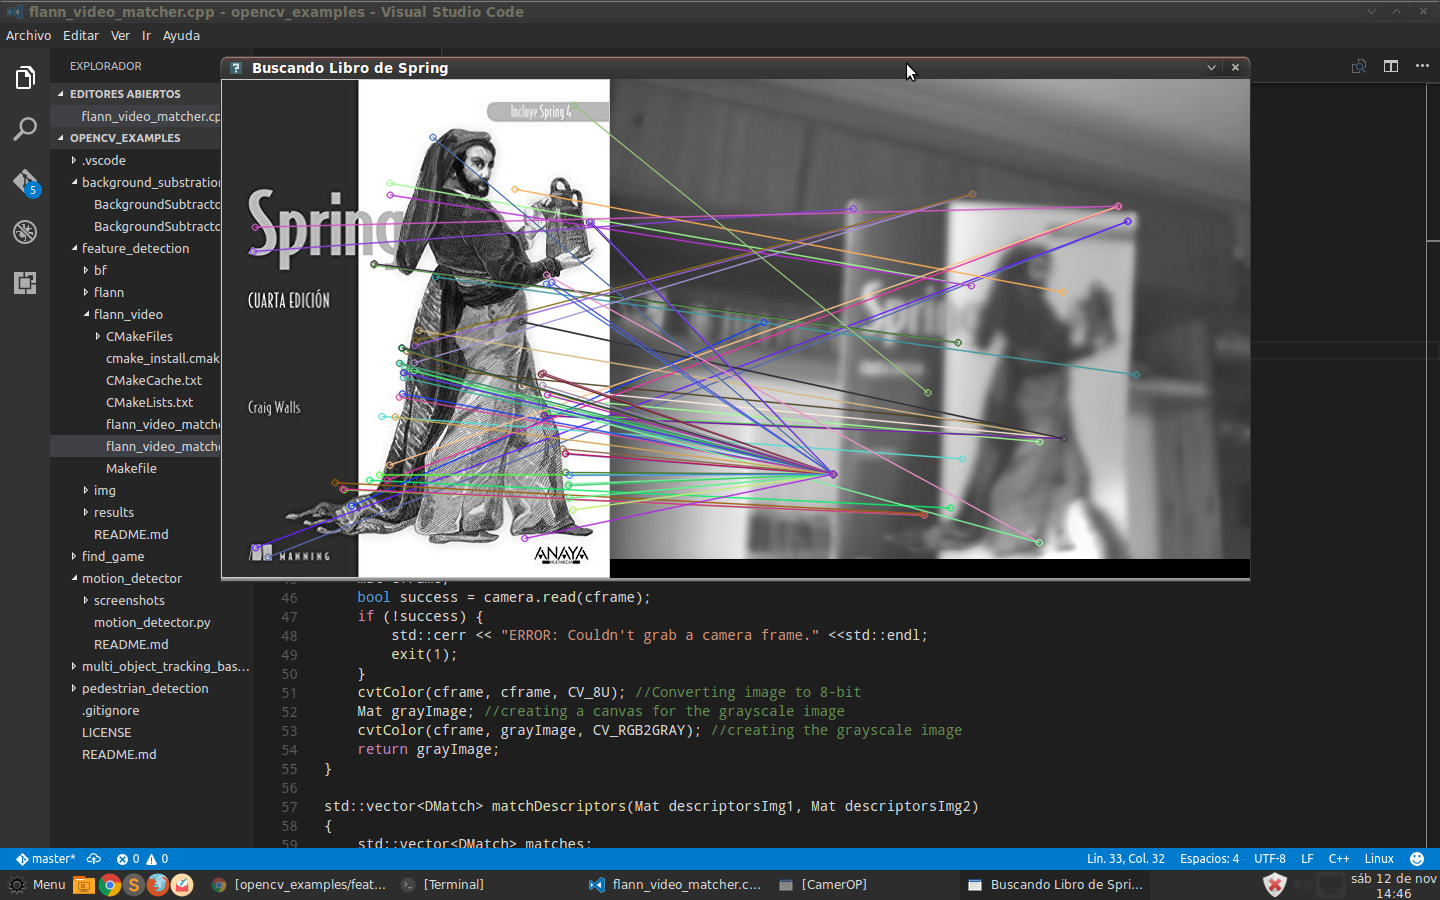 flann_video_matcher.cpp - opencv_examples - Visual Studio Code
Archivo Editar Ver Ir Ayuda
EXPLORADOR
EDITORES ABIERTOS
flann_video_matcher.cp
OPENCV_EXAMPLES
.vscode
background_substration
BackgroundSubtracto
BackgroundSubtracto
feature_detection
bf
flann
flann_video
CMakeFiles
cmake_install.cmak
CMakeCache.txt
CMakeLists.txt
flann_video_matche
flann_video_matche
Makefile
img
results
README.md
find_game
motion_detector
screenshots
motion_detector.py
README.md
multi_object_tracking_bas...
pedestrian_detection
.gitignore
LICENSE
README.md
5
Buscando Libro de Spring
Incluye Spring 4
Spring
CUARTA EDICIÓN
Craig Walls
MANNING
ANAYA
MULTIMEDIA
Spring
46 bool success = camera.read(cframe);
47 if (!success) {
48 std::cerr << "ERROR: Couldn't grab a camera frame." <<std::endl;
49 exit(1);
50 }
51 cvtColor(cframe, cframe, CV_8U); //Converting image to 8-bit
52 Mat grayImage; //creating a canvas for the grayscale image
53 cvtColor(cframe, grayImage, CV_RGB2GRAY); //creating the grayscale image
54 return grayImage;
55 }
56
57 std::vector<DMatch> matchDescriptors(Mat descriptorsImg1, Mat descriptorsImg2)
58 {
59 std::vector<DMatch> matches;
master* 0 0 Lín. 33, Col. 32 Espacios: 4 UTF-8 LF C++ Linux
Menu [opencv_examples/feat... [Terminal] flann_video_matcher.c... [CamerOP] Buscando Libro de Spri... sáb 12 de nov
14:46